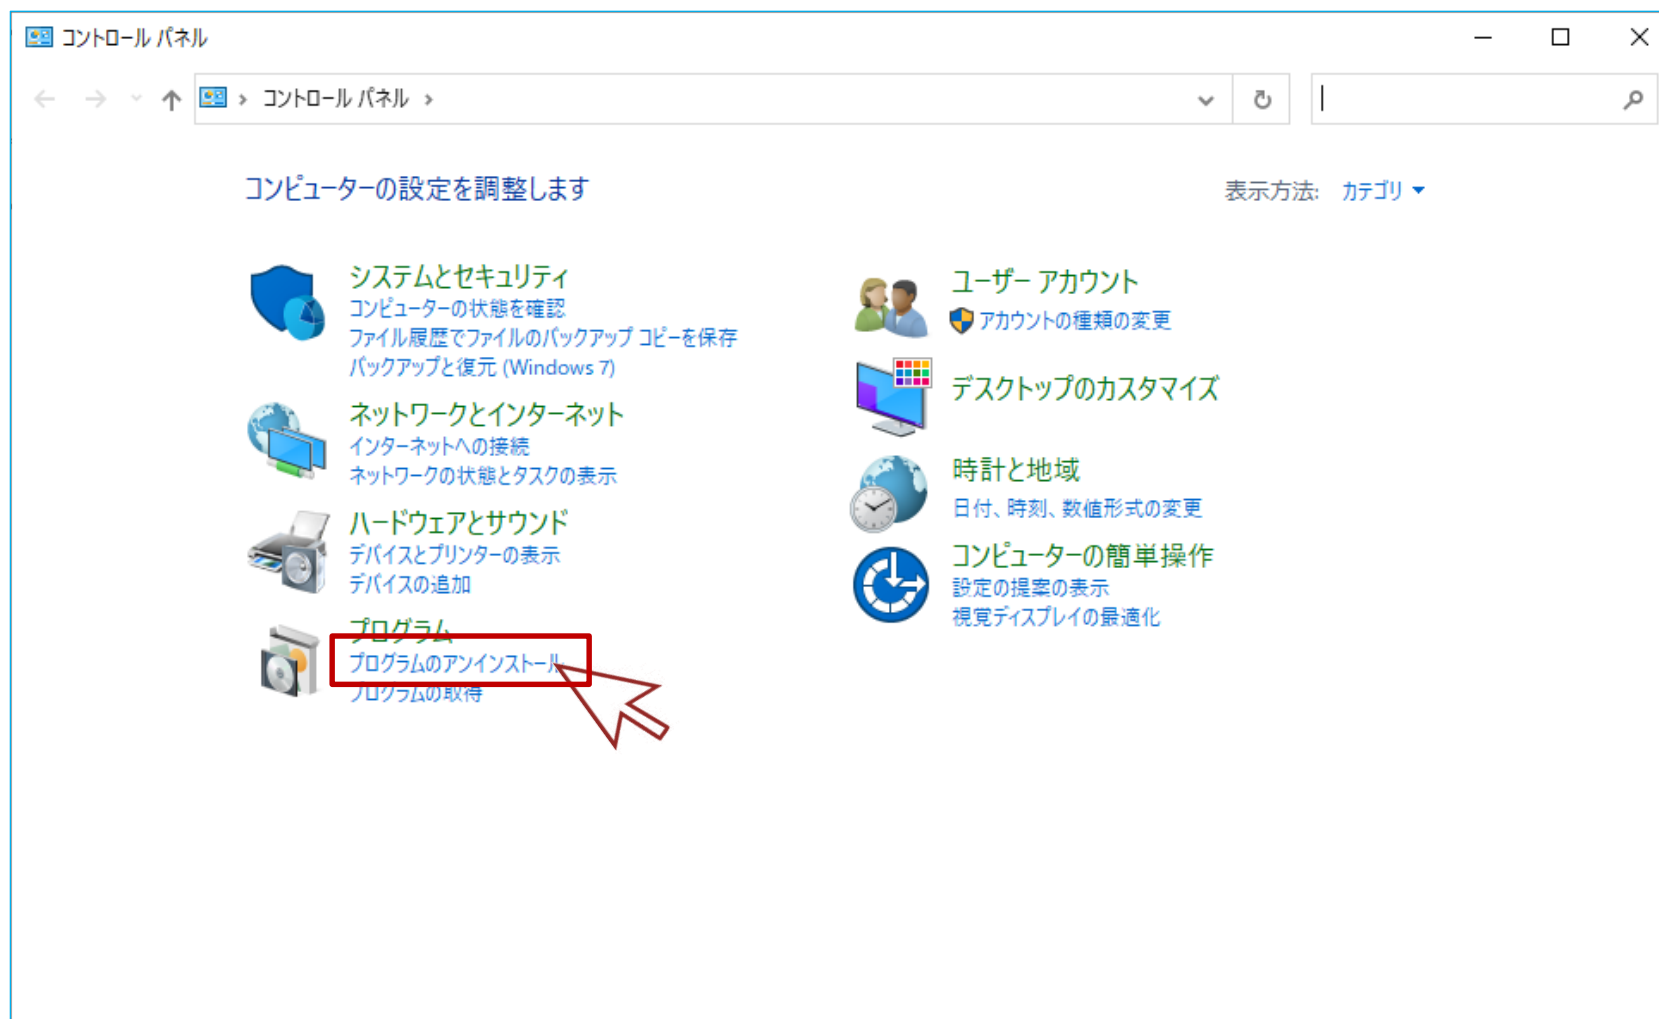 コントロール パネル
コントロール パネル
コンピューターの設定を調整します
表示方法: カテゴリ
システムとセキュリティ
コンピューターの状態を確認
ファイル履歴でファイルのバックアップ コピーを保存
バックアップと復元 (Windows 7)
ネットワークとインターネット
インターネットへの接続
ネットワークの状態とタスクの表示
ハードウェアとサウンド
デバイスとプリンターの表示
デバイスの追加
プログラム
プログラムのアンインストール
プログラムの取得
ユーザー アカウント
アカウントの種類の変更
デスクトップのカスタマイズ
時計と地域
日付、時刻、数値形式の変更
コンピューターの簡単操作
設定の提案の表示
視覚ディスプレイの最適化